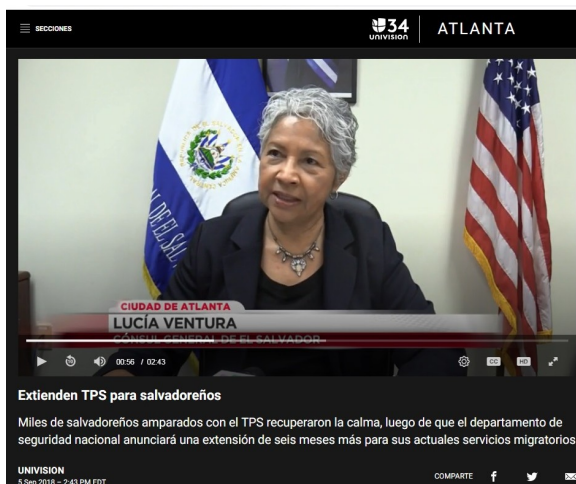 SECCIONES
34
UNIVISION
ATLANTA
DE EL SAL
CIUDAD DE ATLANTA
LUCÍA VENTURA
CÓNSUL GENERAL DE EL SALVADOR
00:56 / 02:43
CC
HD
Extienden TPS para salvadoreños
Miles de salvadoreños amparados con el TPS recuperaron la calma, luego de que el departamento de
seguridad nacional anunciará una extensión de seis meses más para sus actuales servicios migratorios
UNIVISION
COMPARTE
5 Sep 2018 – 2:43 PM EDT